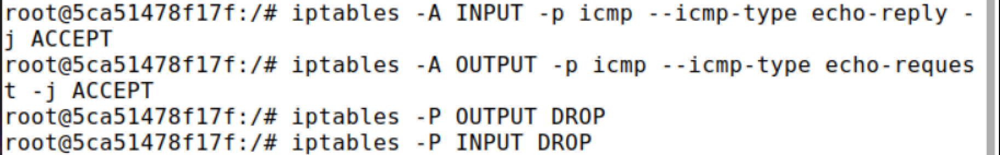 root@5ca51478f17f:/# iptables -A INPUT -p icmp --icmp-type echo-reply -
j ACCEPT
root@5ca51478f17f:/# iptables -A OUTPUT -p icmp --icmp-type echo-reques
t -j ACCEPT
root@5ca51478f17f:/# iptables -P OUTPUT DROP
root@5ca51478f17f:/# iptables -P INPUT DROP